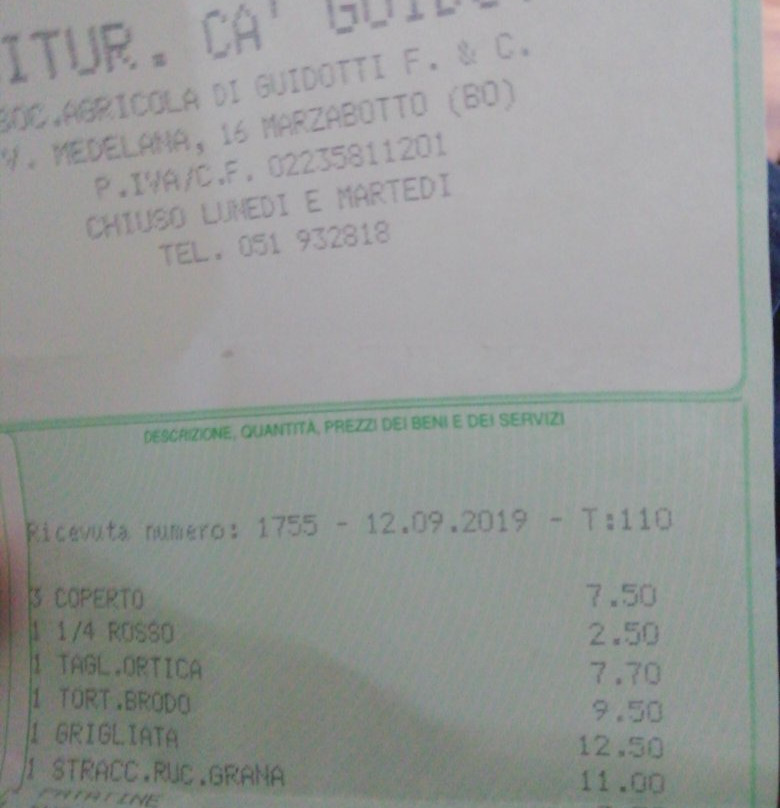 ITUR. CA' GUIDO
SOC.AGRICOLA DI GUIDOTTI F. & C.
V. MEDELANA, 16 MARZABOTTO (BO)
P.IVA/C.F. 02235811201
CHIUSO LUNEDI E MARTEDI
TEL. 051 932818
DESCRIZIONE, QUANTITÀ, PREZZI DEI BENI E DEI SERVIZI
Ricevuta numero: 1755 - 12.09.2019 - T:110
3 COPERTO 7.50
1 1/4 ROSSO 2.50
1 TAGL.ORTICA 7.70
1 TORT.BRODO 9.50
1 GRIGLIATA 12.50
1 STRACC.RUC.GRANA 11.00
PATATINE